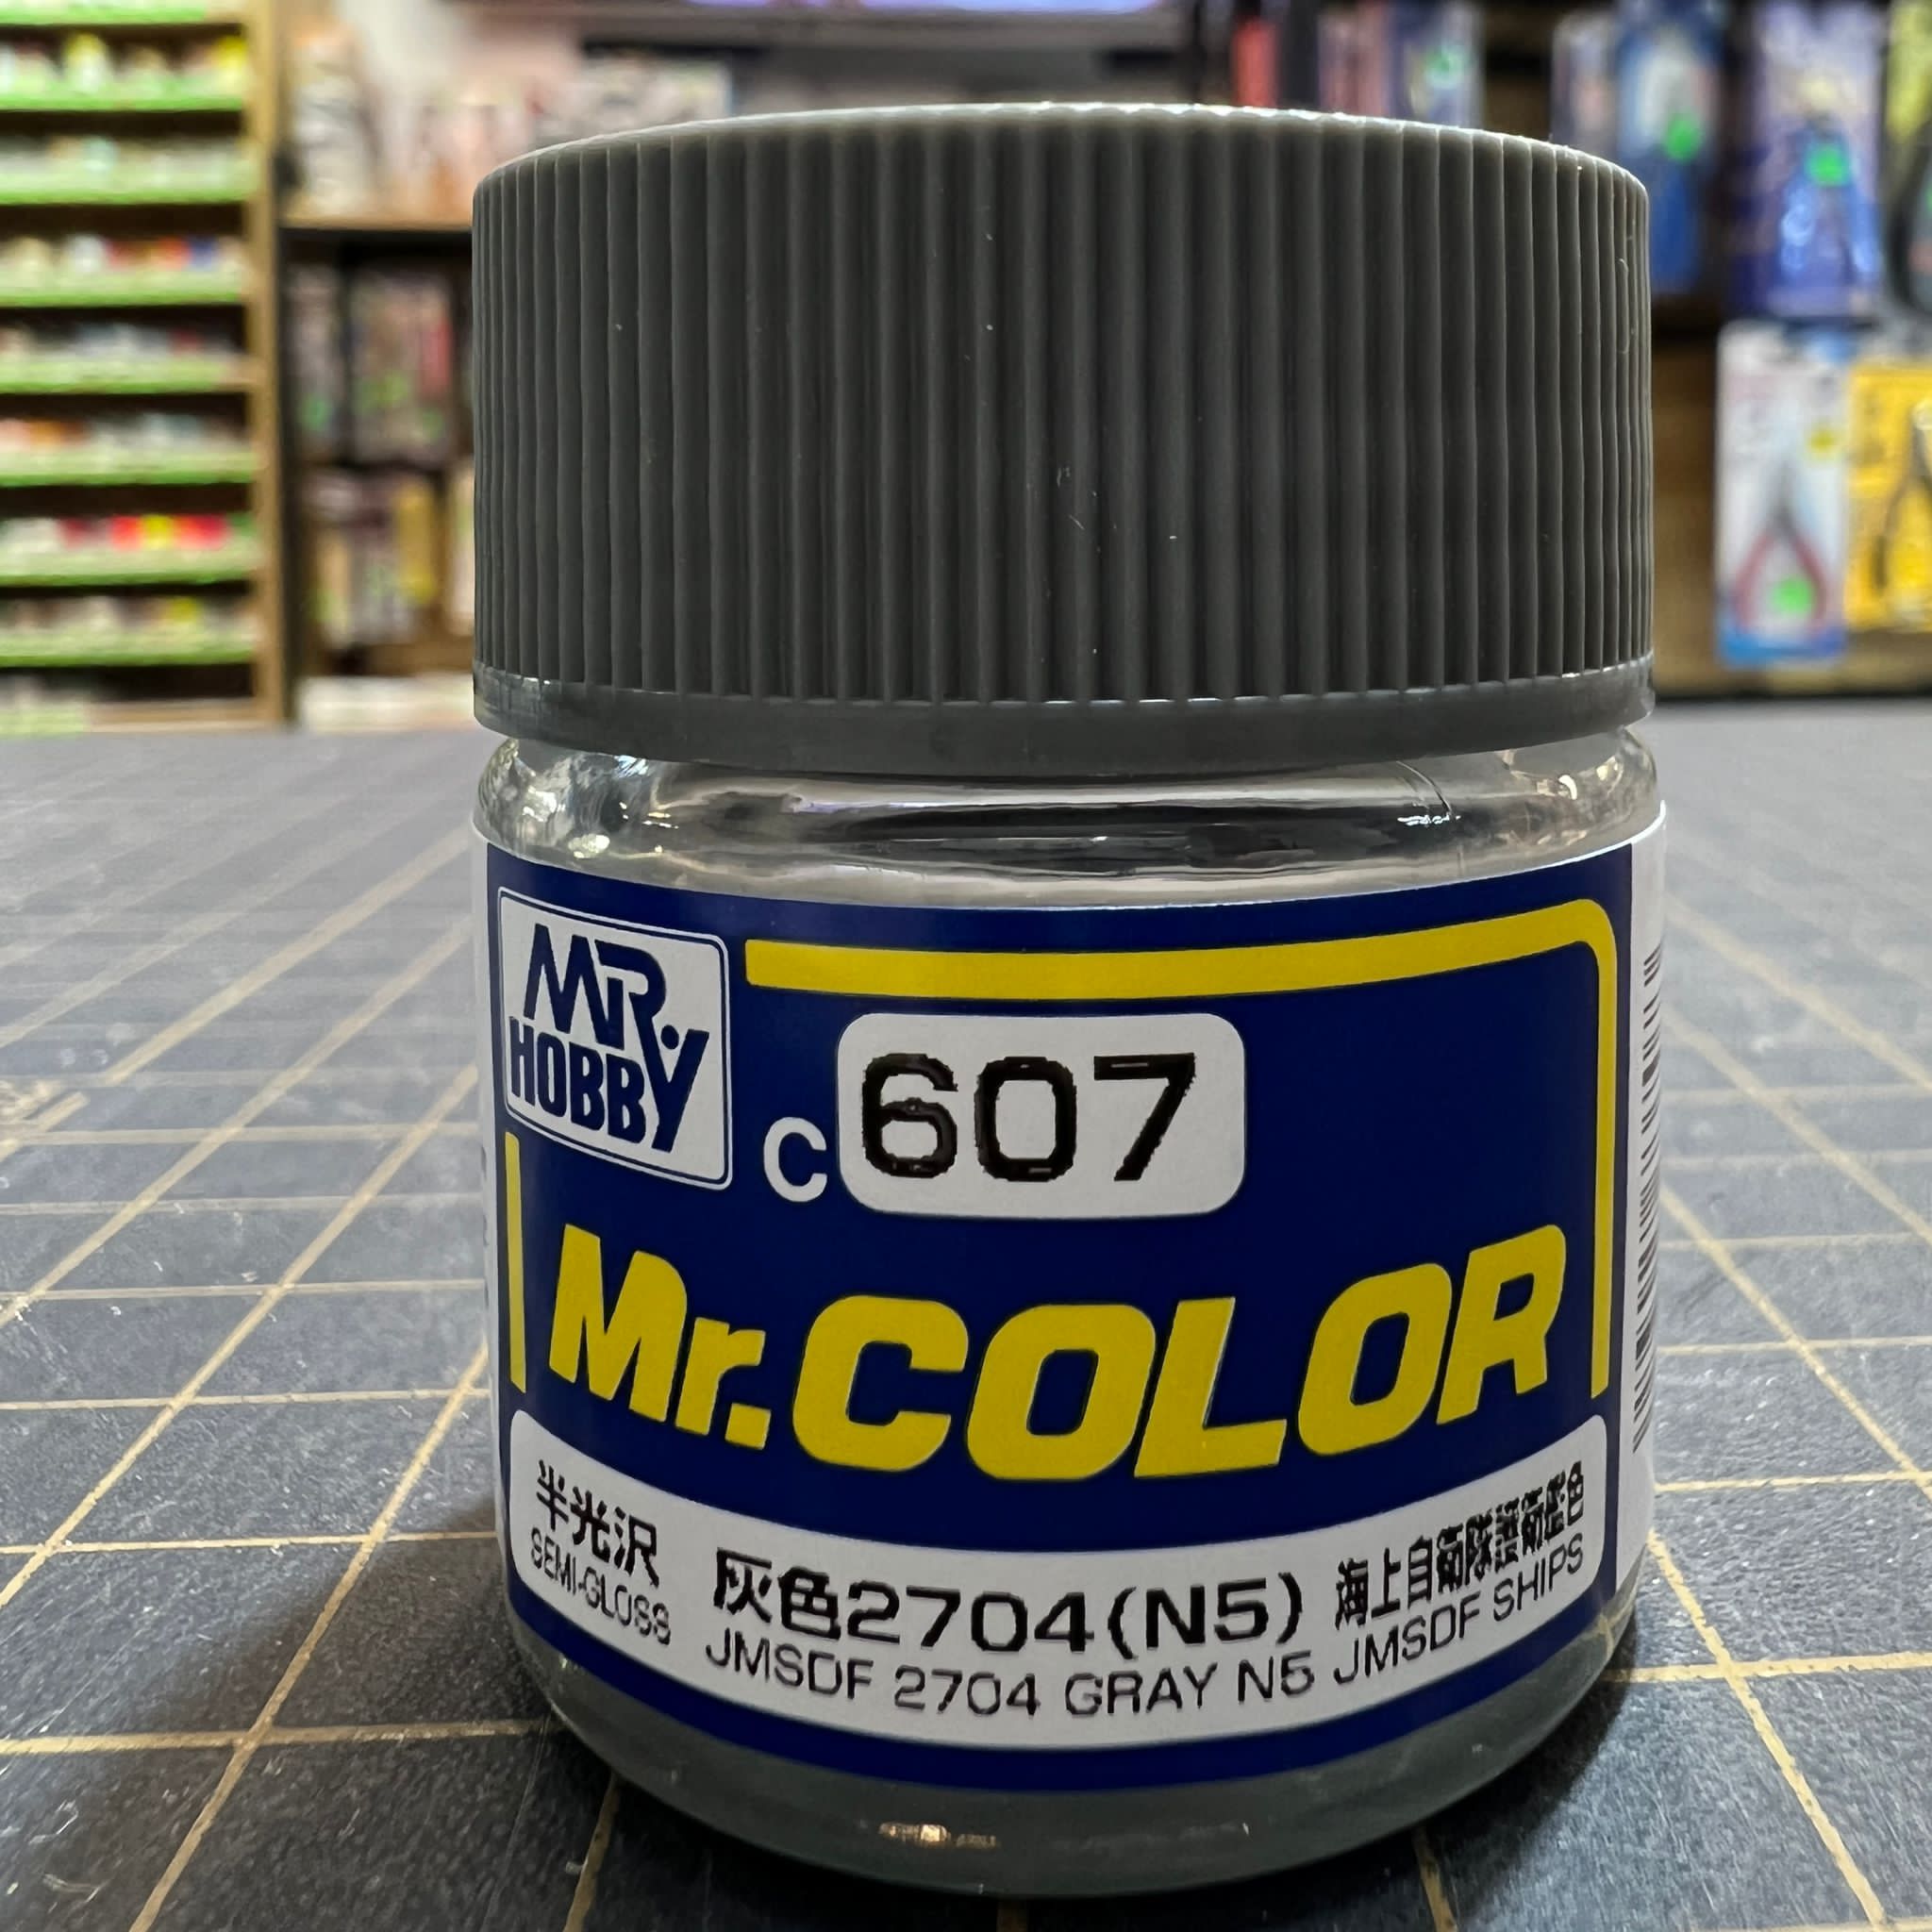 MR.
HOBBY
C 607
Mr.COLOR
半光沢
SEMI-GLOSS
灰色2704(N5) 海上自衛隊護衛艦色
JMSDF 2704 GRAY N5 JMSDF SHIPS